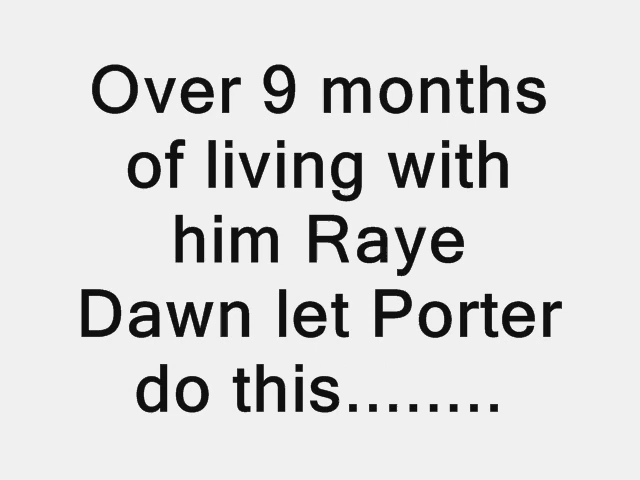 Over 9 months
of living with
him Raye
Dawn let Porter
do this........